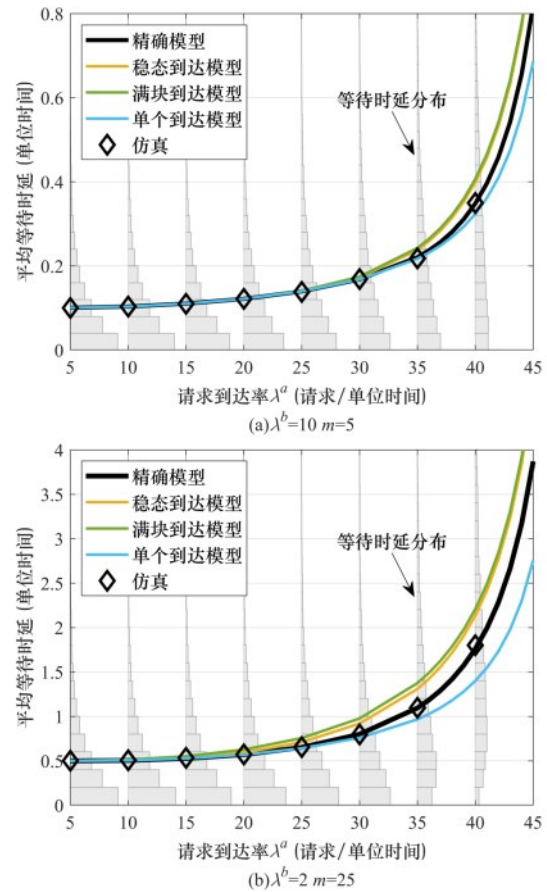 0.8
0.6
0.4
0.2
0
平均等待时延 (单位时间)
精确模型
稳态到达模型
满块到达模型
单个到达模型
仿真
等待时延分布
5 10 15 20 25 30 35 40 45
请求到达率λᵃ (请求/单位时间)
(a)λᵇ=10 m=5
4
3.5
3
2.5
2
1.5
1
0.5
0
平均等待时延 (单位时间)
精确模型
稳态到达模型
满块到达模型
单个到达模型
仿真
等待时延分布
5 10 15 20 25 30 35 40 45
请求到达率λᵃ (请求/单位时间)
(b)λᵇ=2 m=25